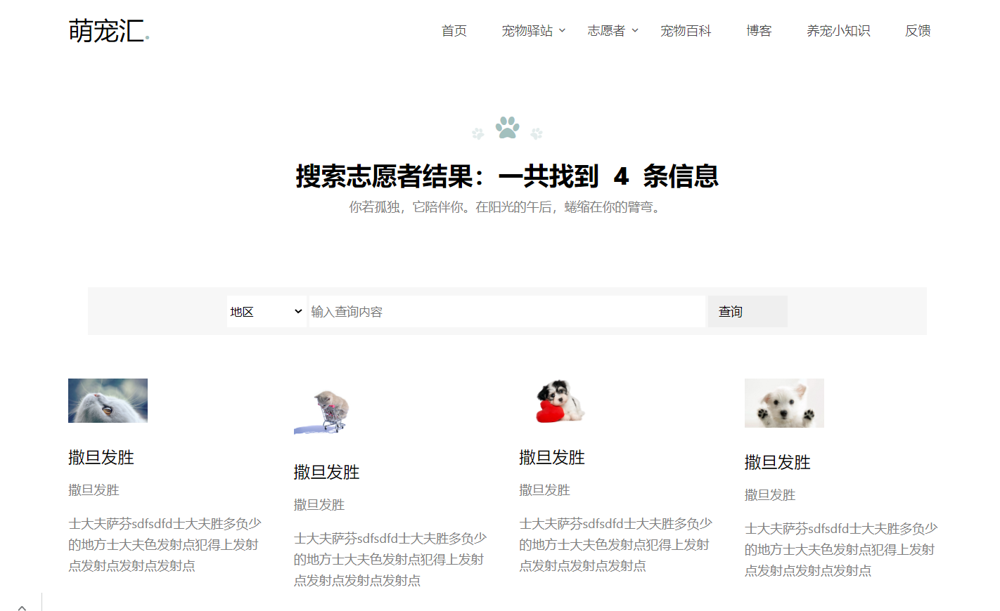 萌宠汇.
首页 宠物驿站 志愿者 宠物百科 博客 养宠小知识 反馈
搜索志愿者结果：一共找到 4 条信息
你若孤独，它陪伴你。在阳光的午后，蜷缩在你的臂弯。
地区 输入查询内容 查询
撒旦发胜
撒旦发胜
士大夫萨芬sdfsdfd士大夫胜多负少
的地方士大夫色发射点犯得上发射
点发射点发射点发射点
撒旦发胜
撒旦发胜
士大夫萨芬sdfsdfd士大夫胜多负少
的地方士大夫色发射点犯得上发射
点发射点发射点发射点
撒旦发胜
撒旦发胜
士大夫萨芬sdfsdfd士大夫胜多负少
的地方士大夫色发射点犯得上发射
点发射点发射点发射点
撒旦发胜
撒旦发胜
士大夫萨芬sdfsdfd士大夫胜多负少
的地方士大夫色发射点犯得上发射
点发射点发射点发射点